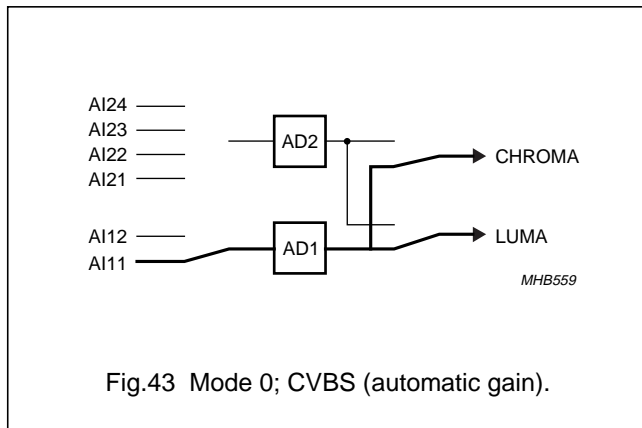 AI24
AI23
AI22
AI21
AD2
CHROMA
AI12
AI11
AD1
LUMA
MHB559
Fig.43 Mode 0; CVBS (automatic gain).